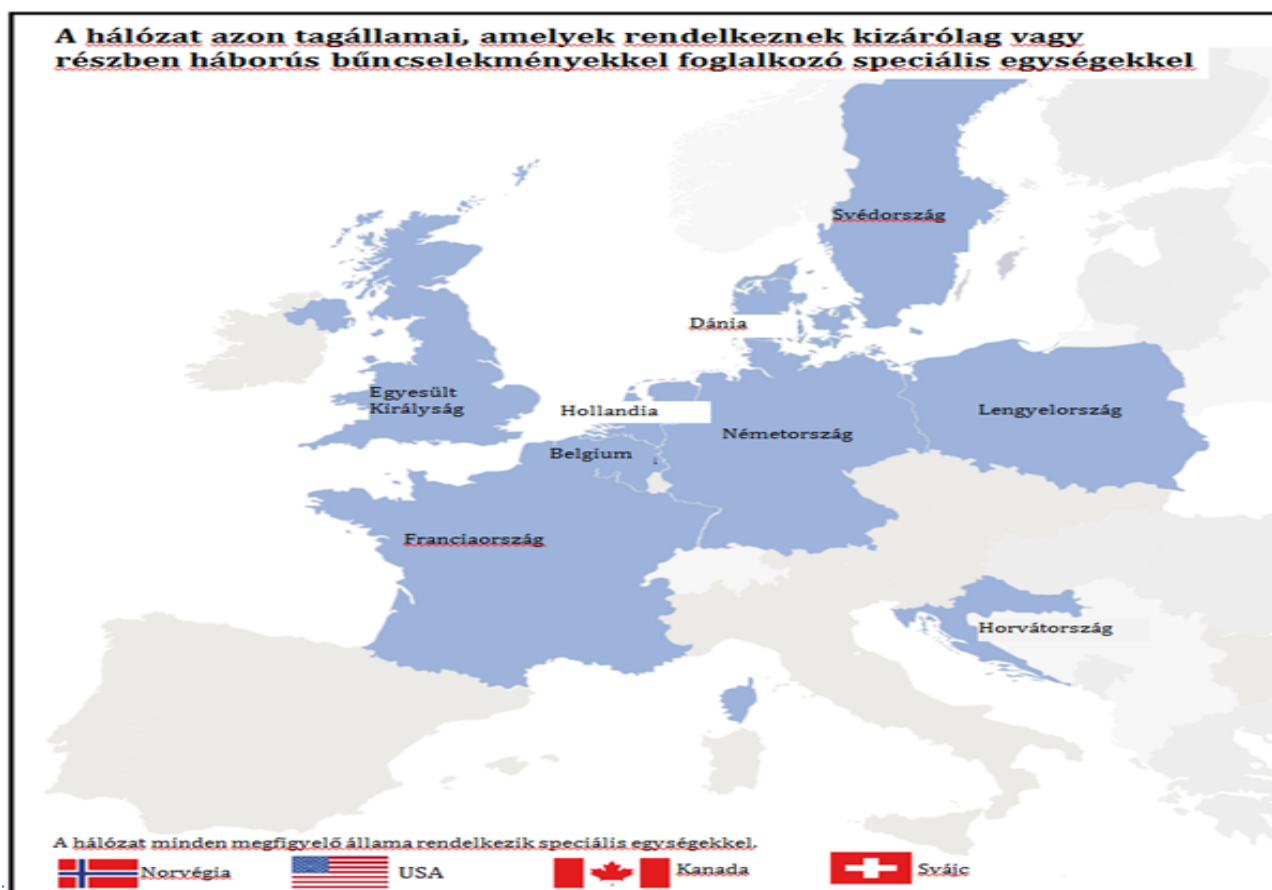 A hálózat azon tagállamai, amelyek rendelkeznek kizárólag vagy
részben háborús bűncselekményekkel foglalkozó speciális egységekkel
Svédország
Dánia
Egyesült
Királyság
Hollandia
Lengyelország
Németország
Belgium
Franciaország
Horvátország
A hálózat minden megfigyelő állama rendelkezik speciális egységekkel.
Norvégia
USA
Kanada
Svájc